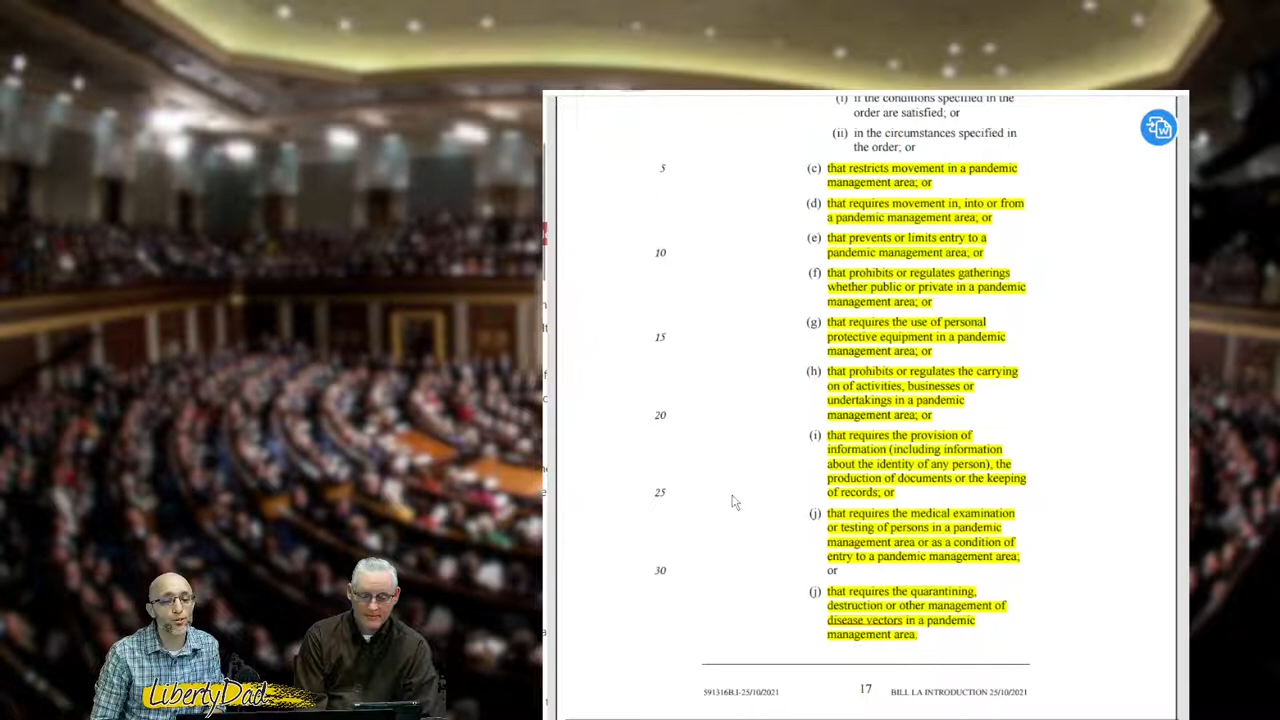 (i) if the conditions specified in the
order are satisfied; or
(ii) in the circumstances specified in
the order; or
5 (c) that restricts movement in a pandemic
management area; or
(d) that requires movement in, into or from
a pandemic management area; or
(e) that prevents or limits entry to a
10 pandemic management area; or
(f) that prohibits or regulates gatherings
whether public or private in a pandemic
management area; or
(g) that requires the use of personal
15 protective equipment in a pandemic
management area; or
(h) that prohibits or regulates the carrying
on of activities, businesses or
undertakings in a pandemic
20 management area; or
(i) that requires the provision of
information (including information
about the identity of any person), the
production of documents or the keeping
25 of records; or
(j) that requires the medical examination
or testing of persons in a pandemic
management area or as a condition of
entry to a pandemic management area;
30 or
(j) that requires the quarantining,
destruction or other management of
disease vectors in a pandemic
management area.
591316B.I-25/10/2021 17 BILL LA INTRODUCTION 25/10/2021
LibertyDad